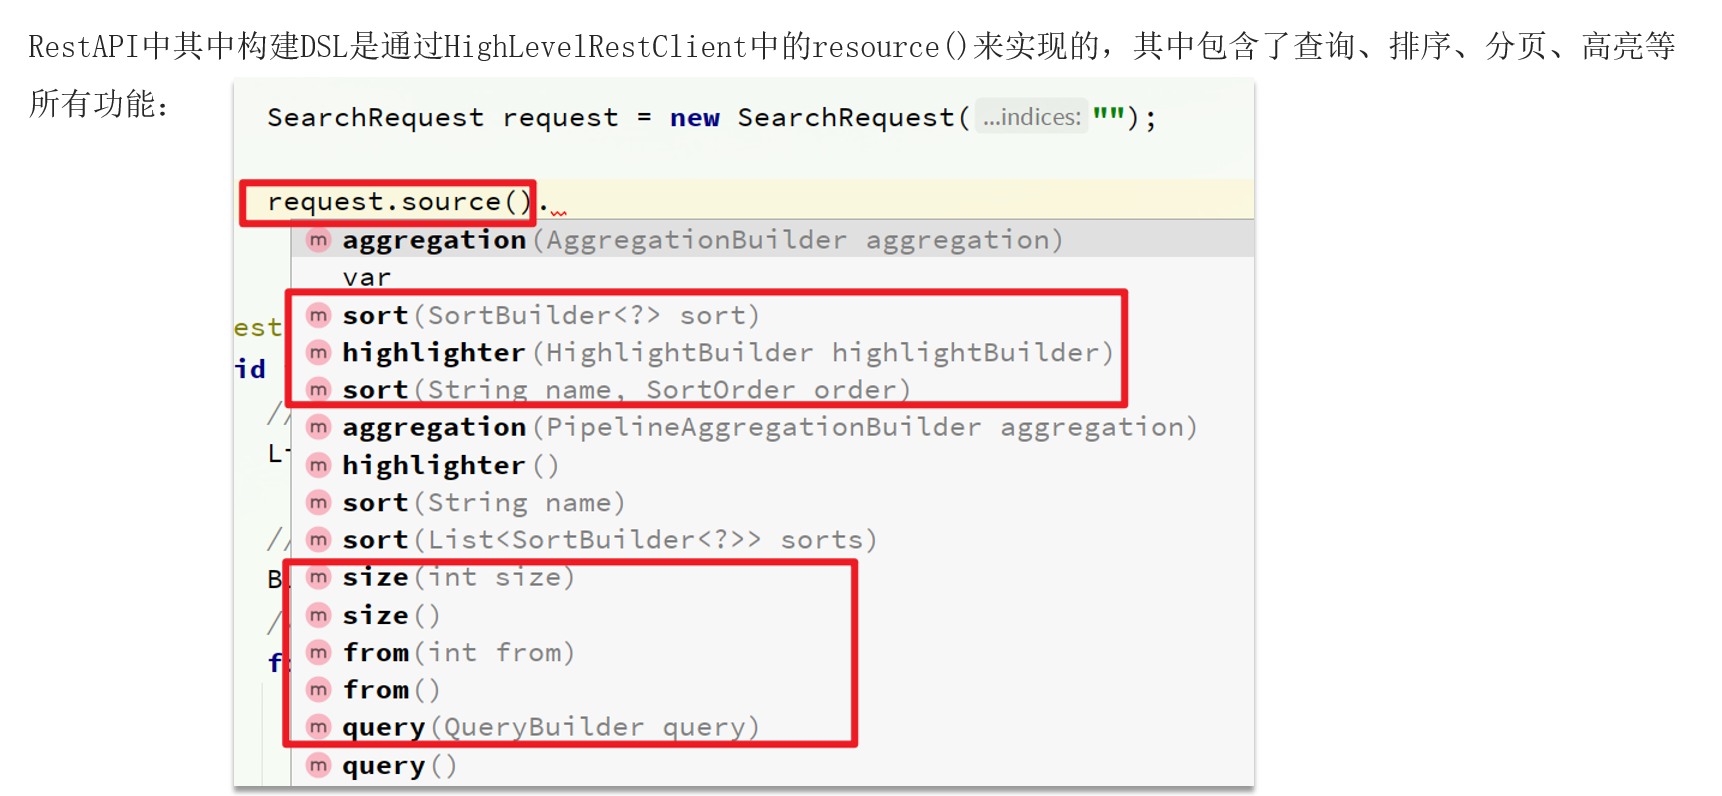 RestAPI中其中构建DSL是通过HighLevelRestClient中的resource()来实现的，其中包含了查询、排序、分页、高亮等
所有功能：
SearchRequest request = new SearchRequest( ...indices: "");
request.source().
aggregation(AggregationBuilder aggregation)
var
sort(SortBuilder<?> sort)
est
highlighter(HighlightBuilder highlightBuilder)
id
sort(String name, SortOrder order)
//
aggregation(PipelineAggregationBuilder aggregation)
highlighter()
sort(String name)
sort(List<SortBuilder<?>> sorts)
//
size(int size)
size()
from(int from)
from()
query(QueryBuilder query)
query()